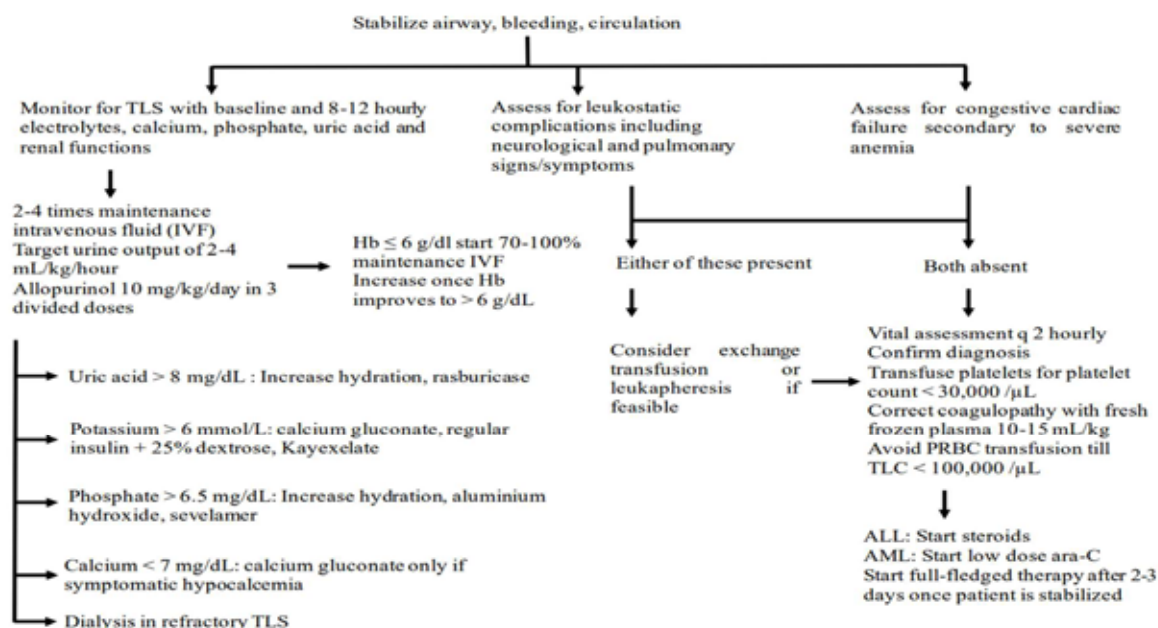 Stabilize airway, bleeding, circulation
Monitor for TLS with baseline and 8-12 hourly
electrolytes, calcium, phosphate, uric acid and
renal functions
Assess for leukostatic
complications including
neurological and pulmonary
signs/symptoms
Assess for congestive cardiac
failure secondary to severe
anemia
2-4 times maintenance
intravenous fluid (IVF)
Target urine output of 2-4
mL/kg/hour
Allopurinol 10 mg/kg/day in 3
divided doses
Hb ≤ 6 g/dl start 70-100%
maintenance IVF
Increase once Hb
improves to > 6 g/dL
Either of these present
Both absent
Consider exchange
transfusion or
leukapheresis if
feasible
Vital assessment q 2 hourly
Confirm diagnosis
Transfuse platelets for platelet
count < 30,000 /µL
Correct coagulopathy with fresh
frozen plasma 10-15 mL/kg
Avoid PRBC transfusion till
TLC < 100,000 /µL
Uric acid > 8 mg/dL : Increase hydration, rasburicase
Potassium > 6 mmol/L: calcium gluconate, regular
insulin + 25% dextrose, Kayexelate
Phosphate > 6.5 mg/dL: Increase hydration, aluminium
hydroxide, sevelamer
Calcium < 7 mg/dL: calcium gluconate only if
symptomatic hypocalcemia
Dialysis in refractory TLS
ALL: Start steroids
AML: Start low dose ara-C
Start full-fledged therapy after 2-3
days once patient is stabilized